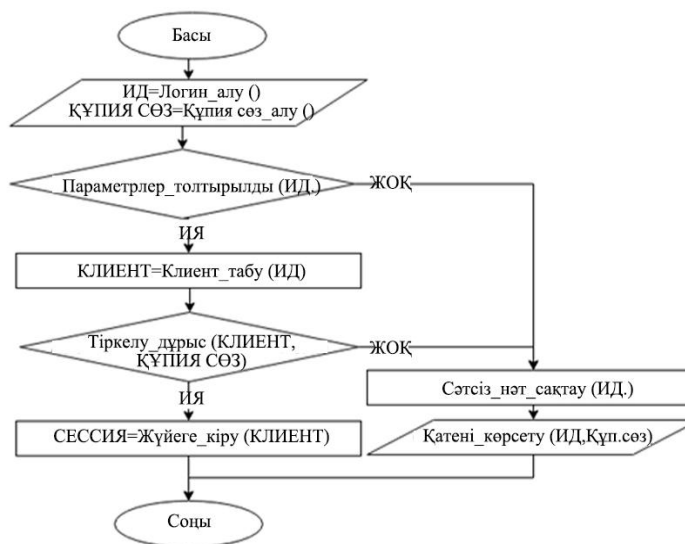 Басы
ИД=Логин_алу ()
ҚҰПИЯ СӨЗ=Құпия сөз_алу ()
Параметрлер_толтырылды (ИД.)
ЖОҚ
ИЯ
КЛИЕНТ=Клиент_табу (ИД)
Тіркелу_дұрыс (КЛИЕНТ,
ҚҰПИЯ СӨЗ)
ЖОҚ
ИЯ
Сәтсіз_нәт_сақтау (ИД.)
СЕССИЯ=Жүйеге_кіру (КЛИЕНТ)
Қатені_көрсету (ИД,Құп.сөз)
Соңы